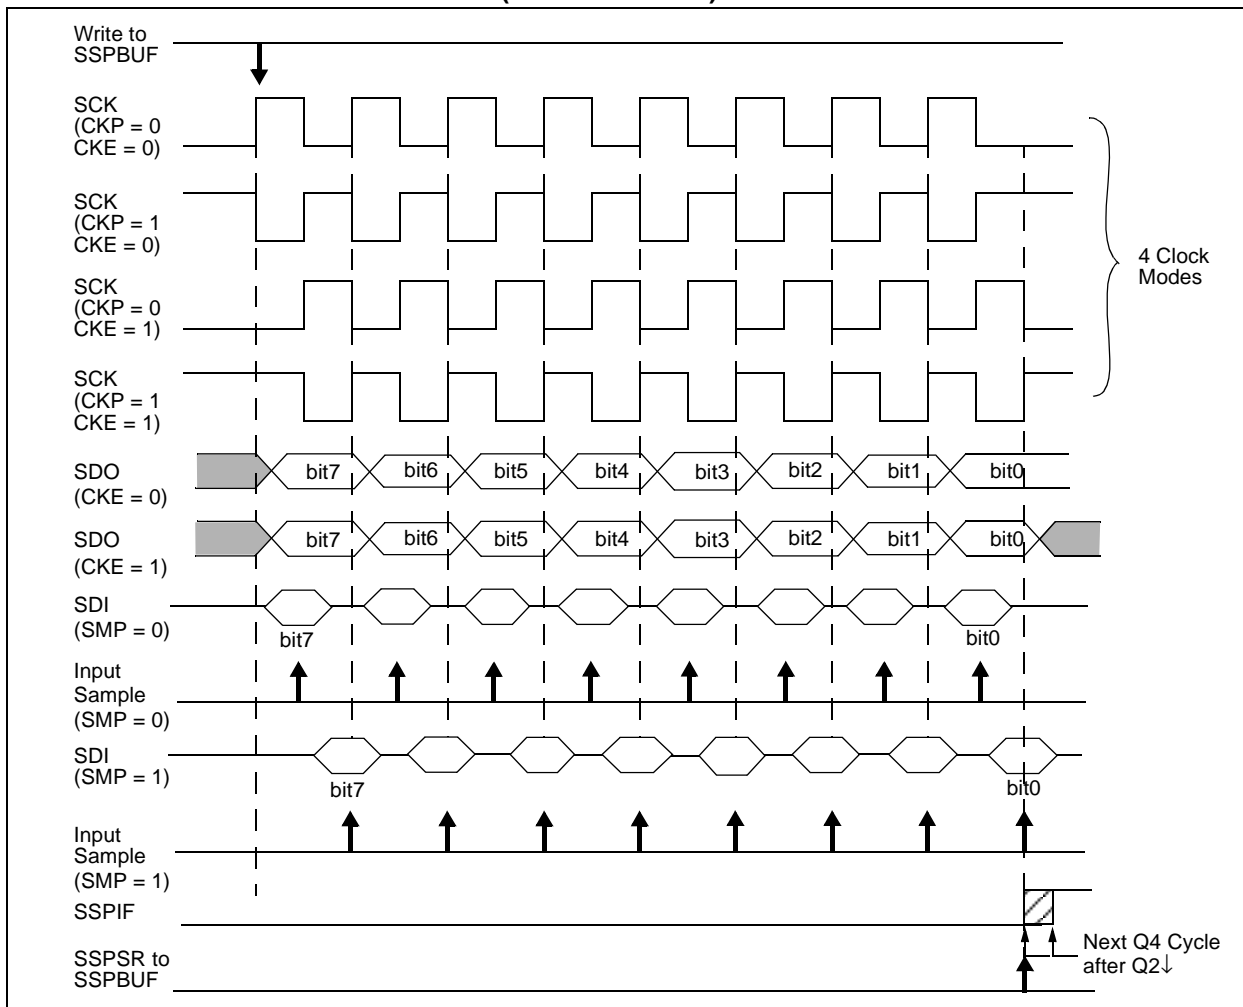 Write to
SSPBUF
SCK
(CKP = 0
CKE = 0)
SCK
(CKP = 1
CKE = 0)
SCK
(CKP = 0
CKE = 1)
SCK
(CKP = 1
CKE = 1)
4 Clock
Modes
SDO
(CKE = 0)
bit7 bit6 bit5 bit4 bit3 bit2 bit1 bit0
SDO
(CKE = 1)
bit7 bit6 bit5 bit4 bit3 bit2 bit1 bit0
SDI
(SMP = 0)
bit7 bit0
Input
Sample
(SMP = 0)
SDI
(SMP = 1)
bit7 bit0
Input
Sample
(SMP = 1)
SSPIF
Next Q4 Cycle
after Q2↓
SSPSR to
SSPBUF